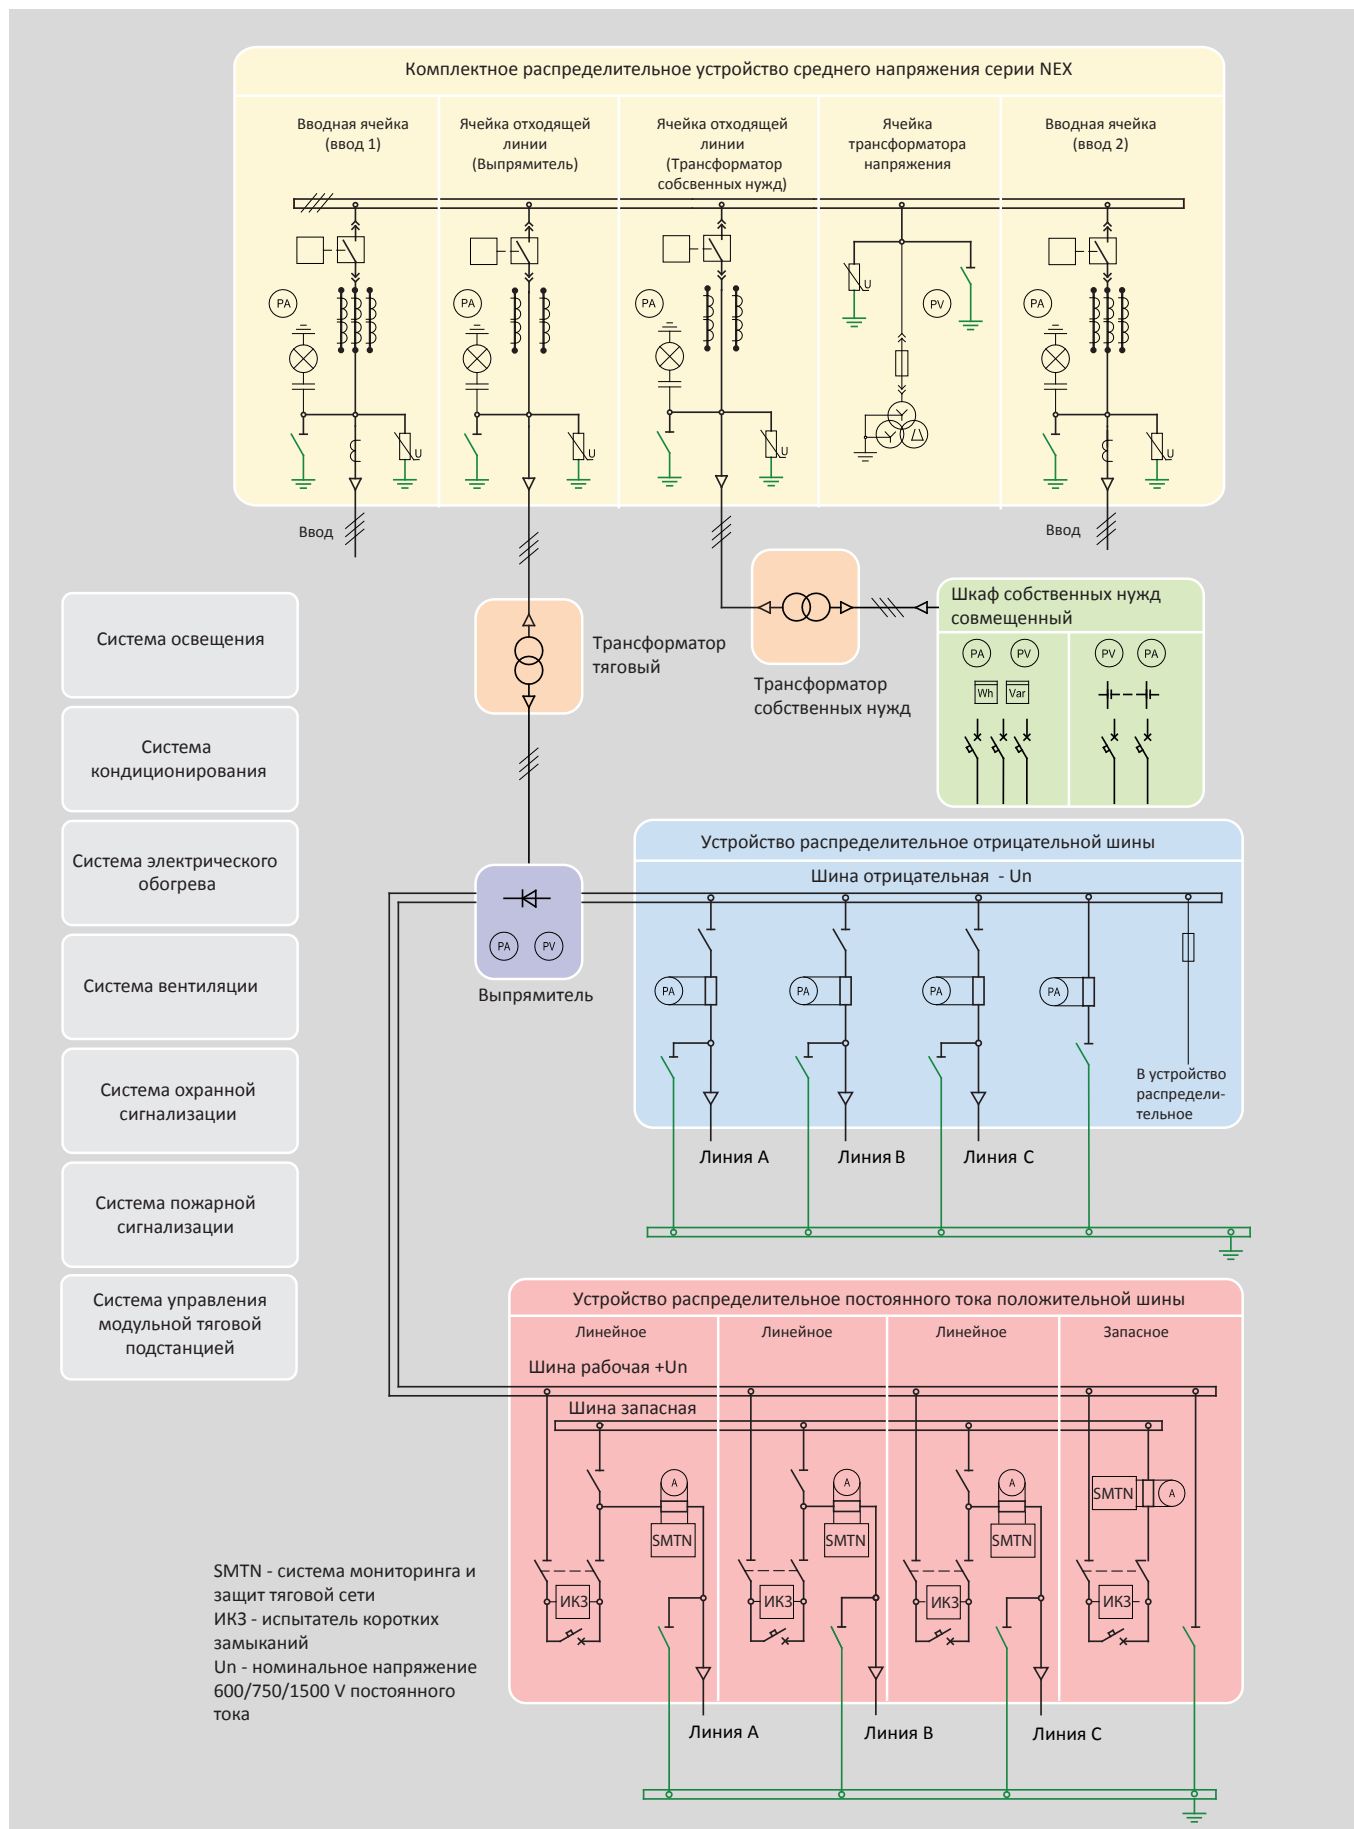 Комплектное распределительное устройство среднего напряжения серии NEX
Вводная ячейка
(ввод 1)
Ячейка отходящей
линии
(Выпрямитель)
Ячейка отходящей
линии
(Трансформатор
собсвенных нужд)
Ячейка
трансформатора
напряжения
Вводная ячейка
(ввод 2)
PA
PA
PA
PV
PA
U
U
U
U
U
Ввод
Ввод
Трансформатор
тяговый
Трансформатор
собственных нужд
Шкаф собственных нужд
совмещенный
PA
PV
PV
PA
Wh
Var
Система освещения
Система
кондиционирования
Система электрического
обогрева
Система вентиляции
Система охранной
сигнализации
Система пожарной
сигнализации
Система управления
модульной тяговой
подстанцией
PA
PV
Выпрямитель
Устройство распределительное отрицательной шины
Шина отрицательная - Un
PA
PA
PA
PA
В устройство
распредели-
тельное
Линия A
Линия B
Линия C
Устройство распределительное постоянного тока положительной шины
Линейное
Линейное
Линейное
Запасное
Шина рабочая +Un
Шина запасная
A
A
A
SMTN
A
SMTN
SMTN
SMTN
ИКЗ
ИКЗ
ИКЗ
ИКЗ
Линия A
Линия B
Линия C
SMTN - система мониторинга и
защит тяговой сети
ИКЗ - испытатель коротких
замыканий
Un - номинальное напряжение
600/750/1500 V постоянного
тока